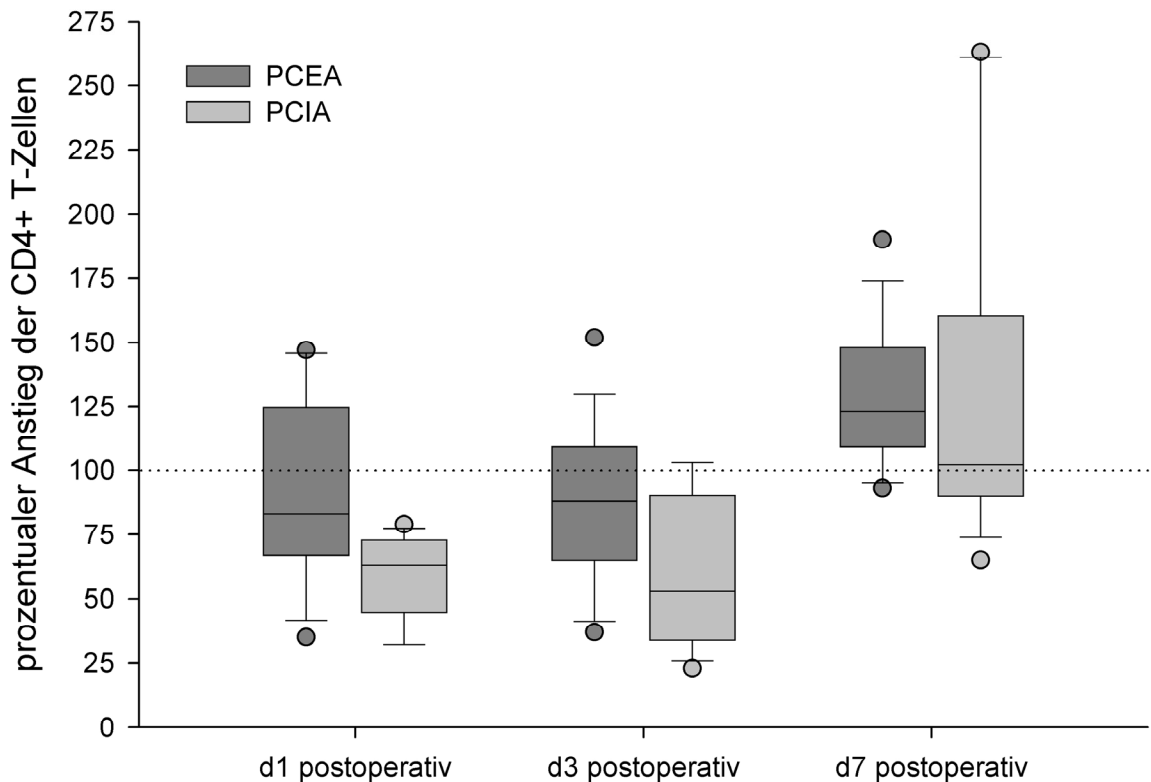 prozentualer Anstieg der CD4+ T-Zellen
275
250
225
200
175
150
125
100
75
50
25
0
PCEA
PCIA
d1 postoperativ
d3 postoperativ
d7 postoperativ